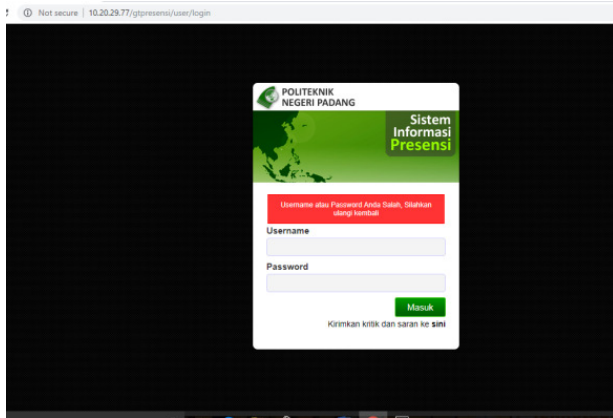 Not secure | 10.20.29.77/gtpresensi/user/login
POLITEKNIK
NEGERI PADANG
Sistem
Informasi
Presensi
Username atau Password Anda Salah, Silahkan
ulangi kembali
Username
Password
Masuk
Kirimkan kritik dan saran ke sini